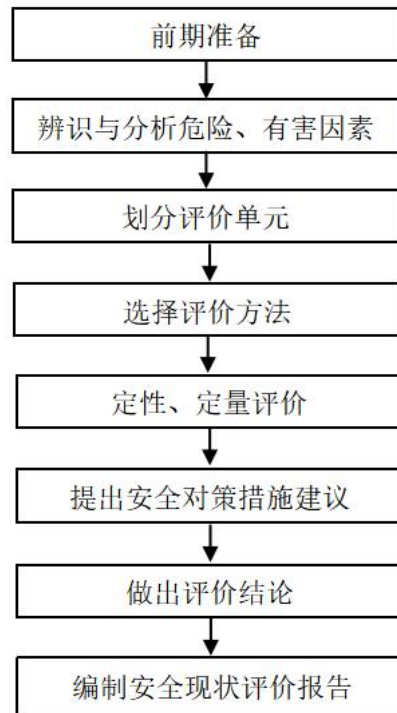 前期准备
辨识与分析危险、有害因素
划分评价单元
选择评价方法
定性、定量评价
提出安全对策措施建议
做出评价结论
编制安全现状评价报告